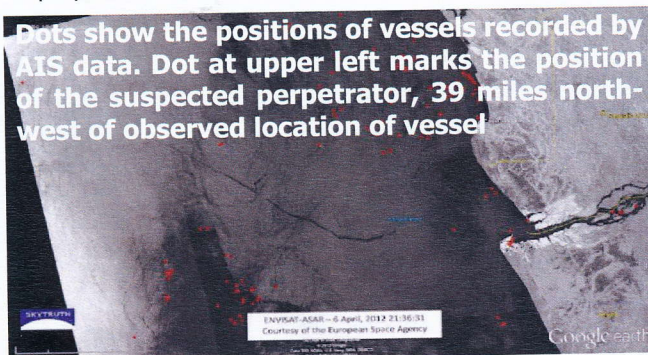 Dots show the positions of vessels recorded by
AIS data. Dot at upper left marks the position
of the suspected perpetrator, 39 miles north-
west of observed location of vessel
SKYTRUTH
ENVISAT-ASAR – 6 April, 2012 21:36:31
Courtesy of the European Space Agency
Google earth